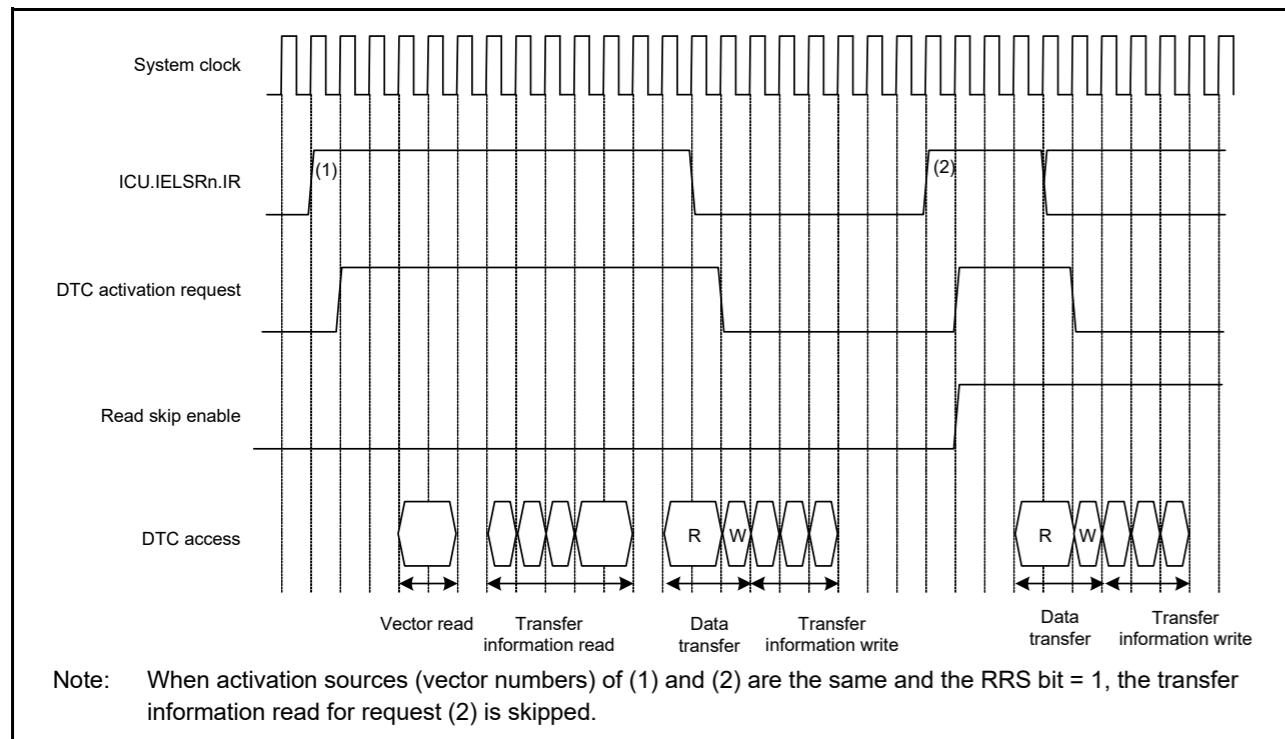 System clock
ICU.IELSRn.IR
(1)
(2)
DTC activation request
Read skip enable
DTC access
R
W
R
W
Vector read
Transfer
information read
Data
transfer
Transfer
information write
Data
transfer
Transfer
information write
Note: When activation sources (vector numbers) of (1) and (2) are the same and the RRS bit = 1, the transfer
information read for request (2) is skipped.